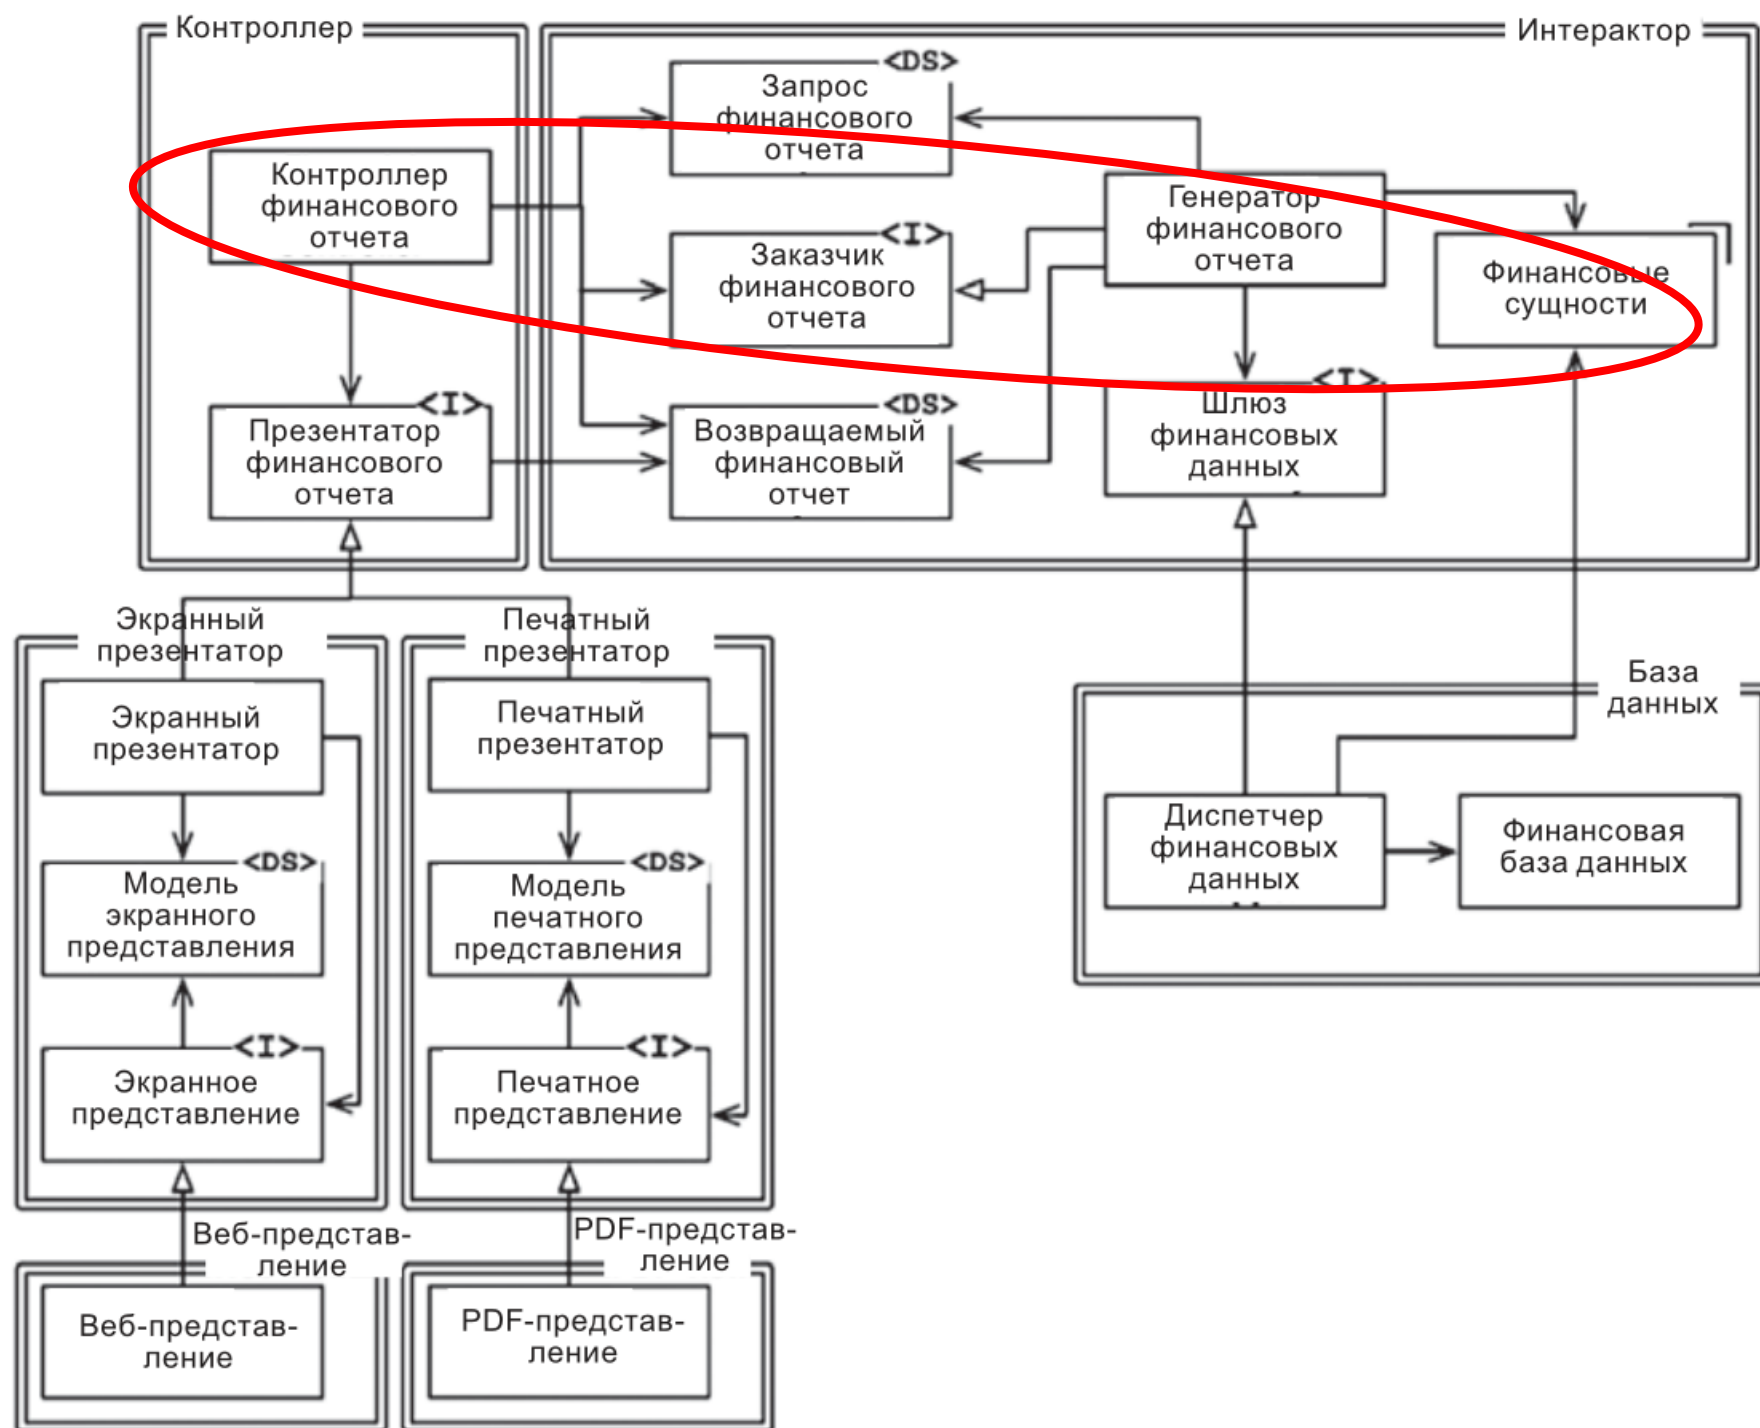 Контроллер
Интерактор
<DS>
Запрос
финансового
отчета
Контроллер
финансового
отчета
Генератор
финансового
отчета
<I>
Заказчик
финансового
отчета
Финансовые
сущности
<I>
Презентатор
финансового
отчета
<DS>
Возвращаемый
финансовый
отчет
<I>
Шлюз
финансовых
данных
Экранный
презентатор
Печатный
презентатор
База
данных
Экранный
презентатор
Печатный
презентатор
Диспетчер
финансовых
данных
Финансовая
база данных
<DS>
Модель
экранного
представления
<DS>
Модель
печатного
представления
<I>
Экранное
представление
<I>
Печатное
представление
Веб-представ-
ление
PDF-представ-
ление
Веб-представ-
ление
PDF-представ-
ление